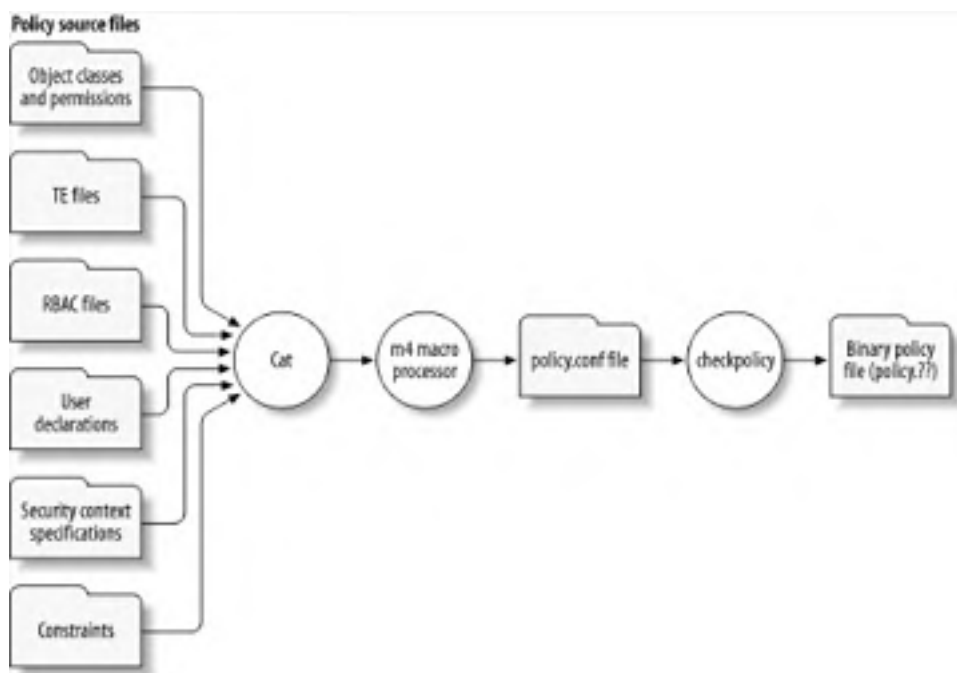 Policy source files
Object classes
and permissions
TE files
RBAC files
User
declarations
Security context
specifications
Constraints
Cat
m4 macro
processor
policy.conf file
checkpolicy
Binary policy
file (policy.??)